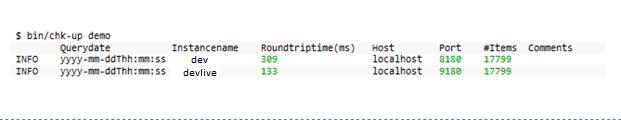 $ bin/chk-up demo
Querydate Instancename Roundtriptime(ms) Host Port #Items Comments
INFO yyyy-mm-ddThh:mm:ss dev 309 localhost 8180 17799
INFO yyyy-mm-ddThh:mm:ss devlive 133 localhost 9180 17799